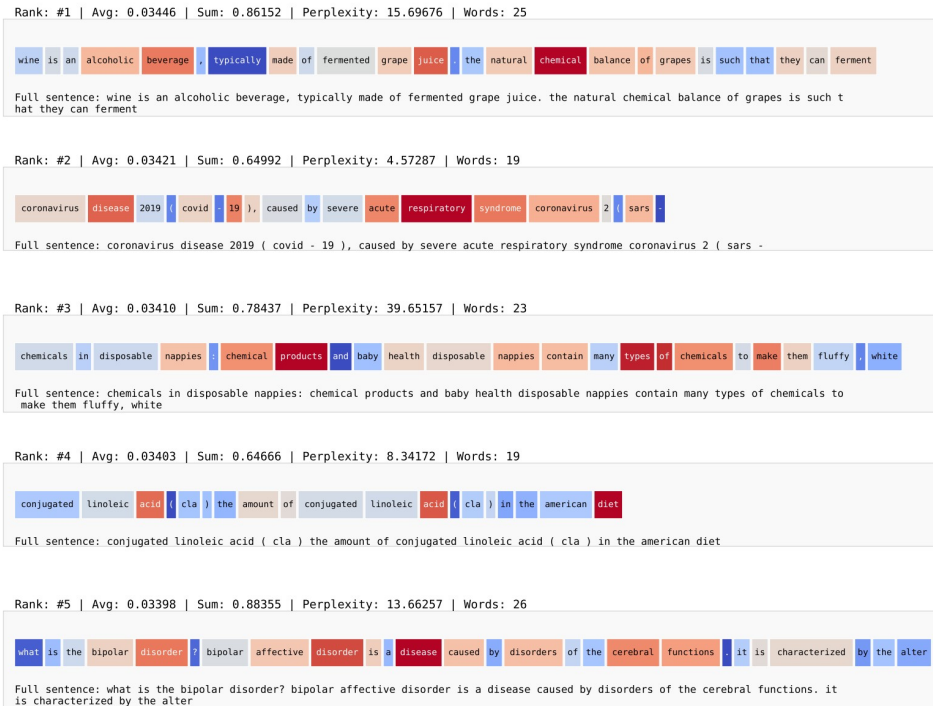 Rank: #1 | Avg: 0.03446 | Sum: 0.86152 | Perplexity: 15.69676 | Words: 25
wine is an alcoholic beverage , typically made of fermented grape juice . the natural chemical balance of grapes is such that they can ferment
Full sentence: wine is an alcoholic beverage, typically made of fermented grape juice. the natural chemical balance of grapes is such t
hat they can ferment
Rank: #2 | Avg: 0.03421 | Sum: 0.64992 | Perplexity: 4.57287 | Words: 19
coronavirus disease 2019 ( covid - 19 ), caused by severe acute respiratory syndrome coronavirus 2 ( sars -
Full sentence: coronavirus disease 2019 ( covid - 19 ), caused by severe acute respiratory syndrome coronavirus 2 ( sars -
Rank: #3 | Avg: 0.03410 | Sum: 0.78437 | Perplexity: 39.65157 | Words: 23
chemicals in disposable nappies : chemical products and baby health disposable nappies contain many types of chemicals to make them fluffy , white
Full sentence: chemicals in disposable nappies: chemical products and baby health disposable nappies contain many types of chemicals to
make them fluffy, white
Rank: #4 | Avg: 0.03403 | Sum: 0.64666 | Perplexity: 8.34172 | Words: 19
conjugated linoleic acid ( cla ) the amount of conjugated linoleic acid ( cla ) in the american diet
Full sentence: conjugated linoleic acid ( cla ) the amount of conjugated linoleic acid ( cla ) in the american diet
Rank: #5 | Avg: 0.03398 | Sum: 0.88355 | Perplexity: 13.66257 | Words: 26
what is the bipolar disorder ? bipolar affective disorder is a disease caused by disorders of the cerebral functions . it is characterized by the alter
Full sentence: what is the bipolar disorder? bipolar affective disorder is a disease caused by disorders of the cerebral functions. it
is characterized by the alter